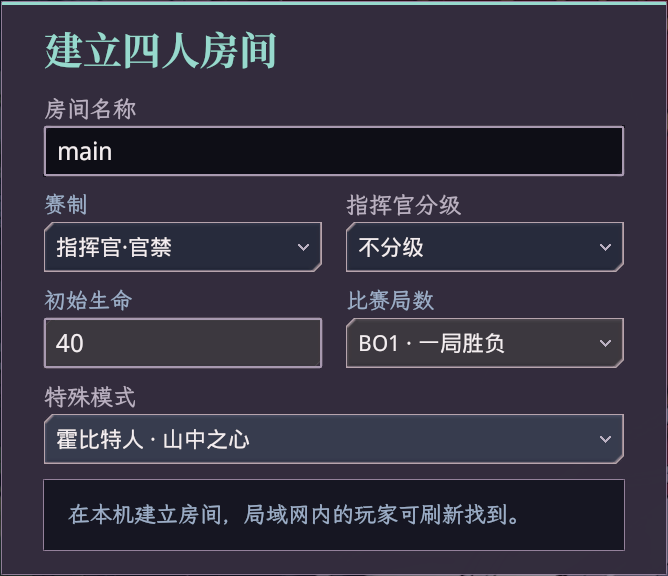 建立四人房间
房间名称
main
赛制
指挥官分级
指挥官·官禁
不分级
初始生命
比赛局数
40
BO1 · 一局胜负
特殊模式
霍比特人 · 山中之心
在本机建立房间，局域网内的玩家可刷新找到。